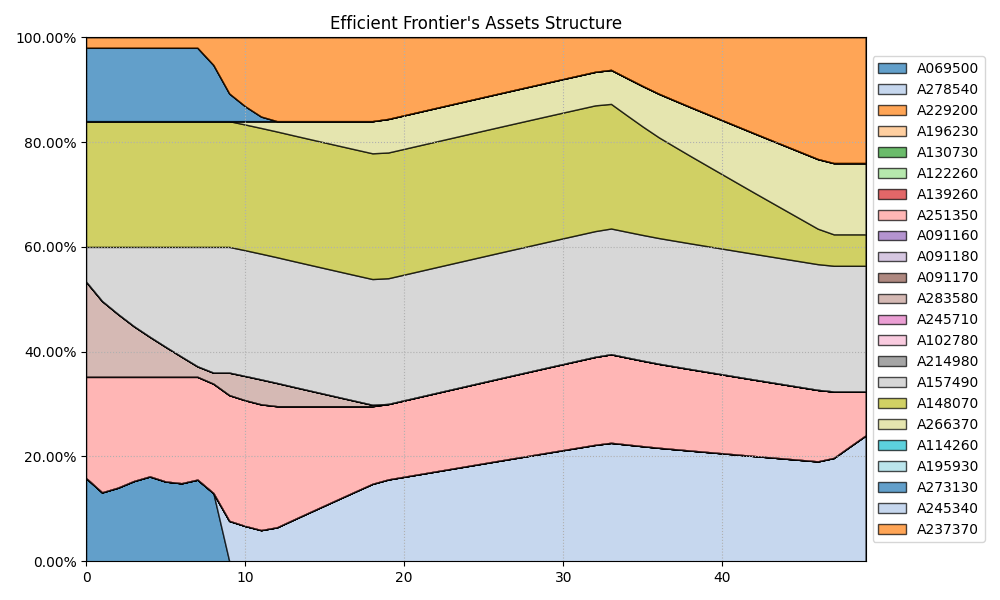 Efficient Frontier's Assets Structure
100.00%
80.00%
60.00%
40.00%
20.00%
0.00%
0
10
20
30
40
A069500
A278540
A229200
A196230
A130730
A122260
A139260
A251350
A091160
A091180
A091170
A283580
A245710
A102780
A214980
A157490
A148070
A266370
A114260
A195930
A273130
A245340
A237370